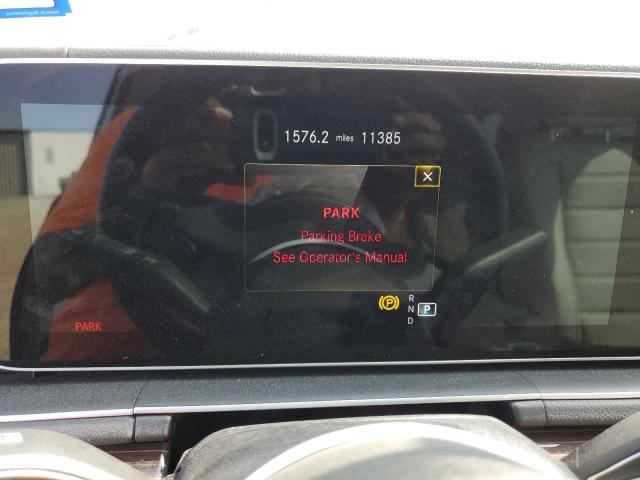 1576.2 miles 11385
X
PARK
Parking Brake
See Operator's Manual
P
R
N P
D
PARK